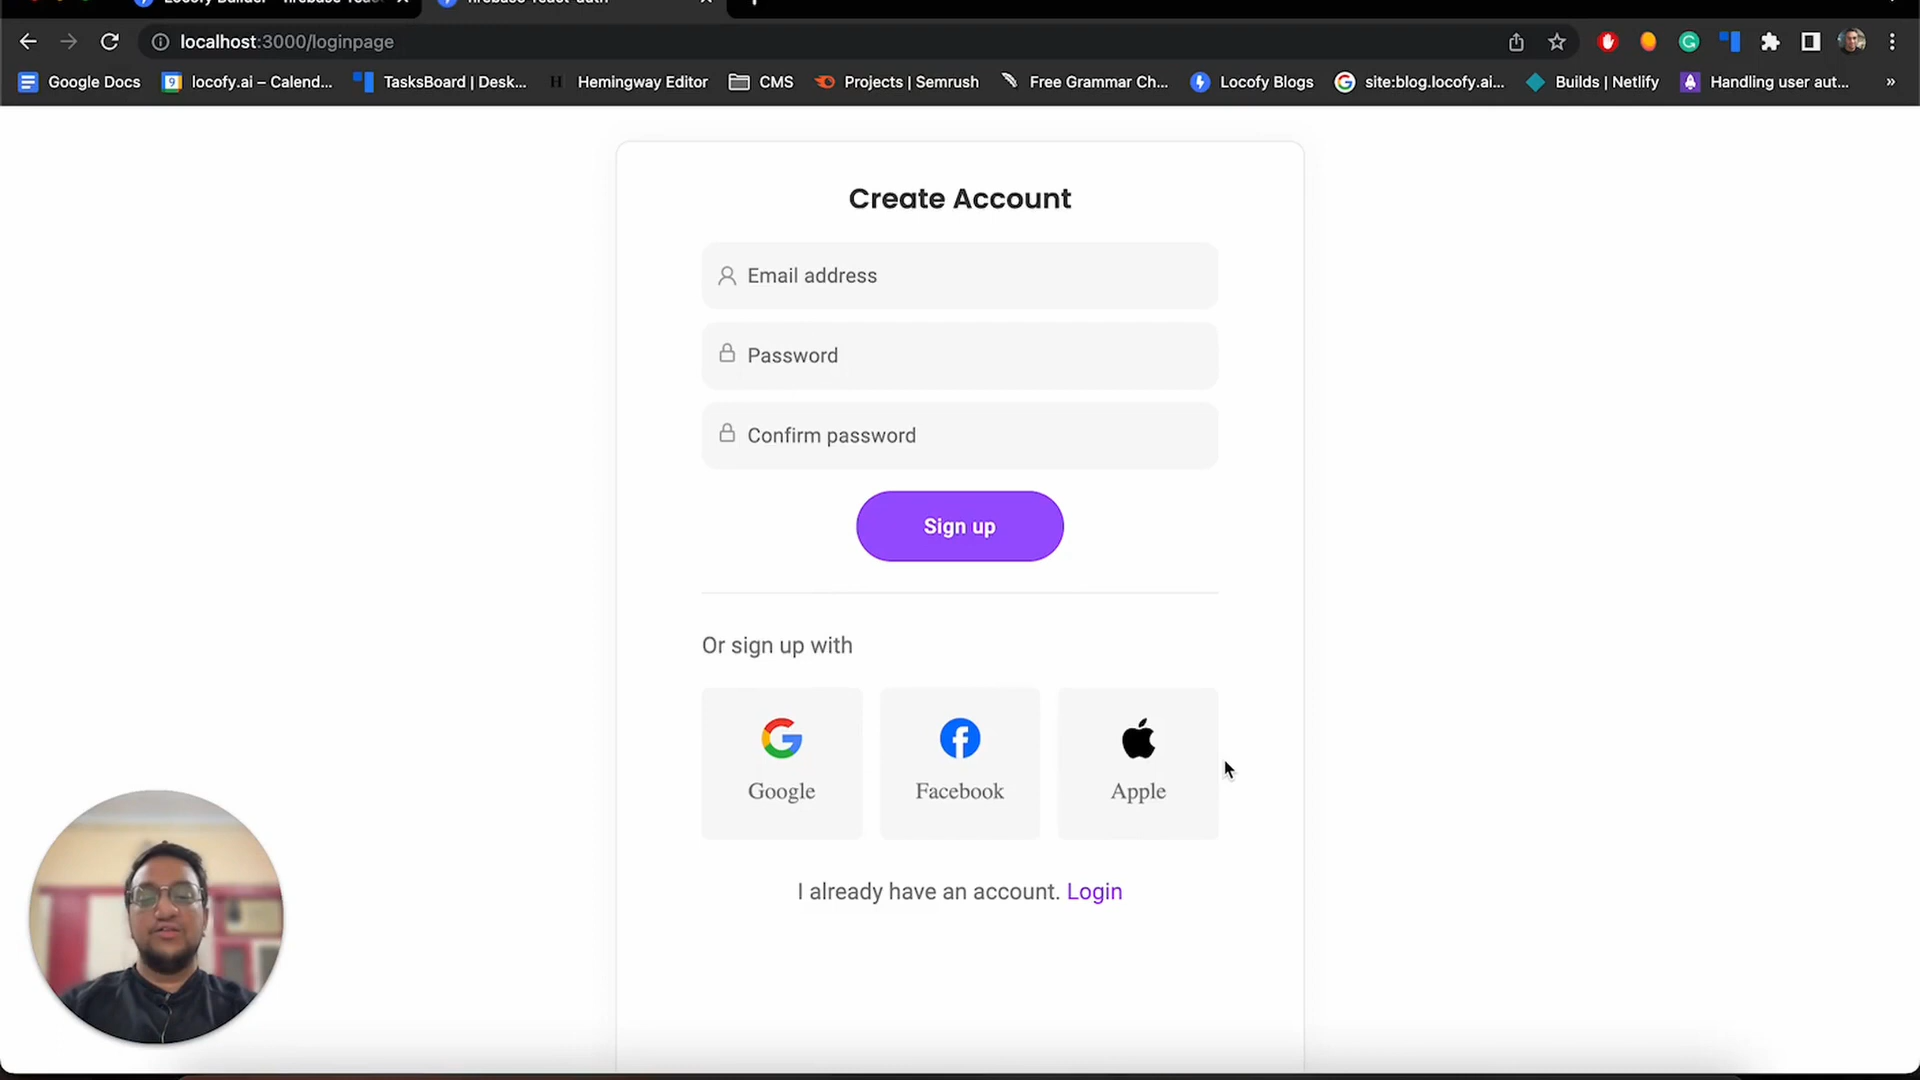 localhost:3000/loginpage
Google Docs
locofy.ai – Calend...
TasksBoard | Desk...
H Hemingway Editor
CMS
Projects | Semrush
Free Grammar Ch...
Locofy Blogs
site:blog.locofy.ai...
Builds | Netlify
Handling user aut...
»
Create Account
Email address
Password
Confirm password
Sign up
Or sign up with
Google
Facebook
Apple
I already have an account. Login